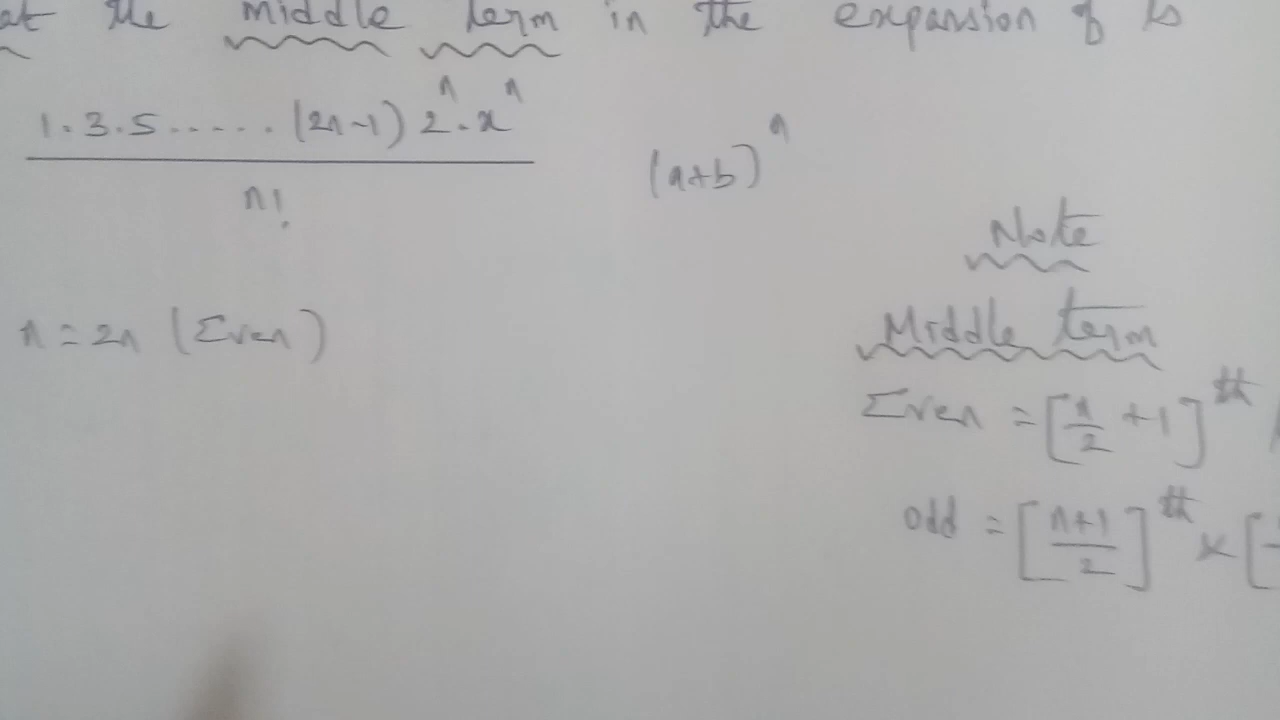 at the middle term in the expansion of is
1.3.5...... (2n-1) 2^n . x^n
n!
(a+b)^n
Note
Middle term
n = 2n (Even)
Even = [n/2 + 1]^th
odd = [n+1/2]^th & [